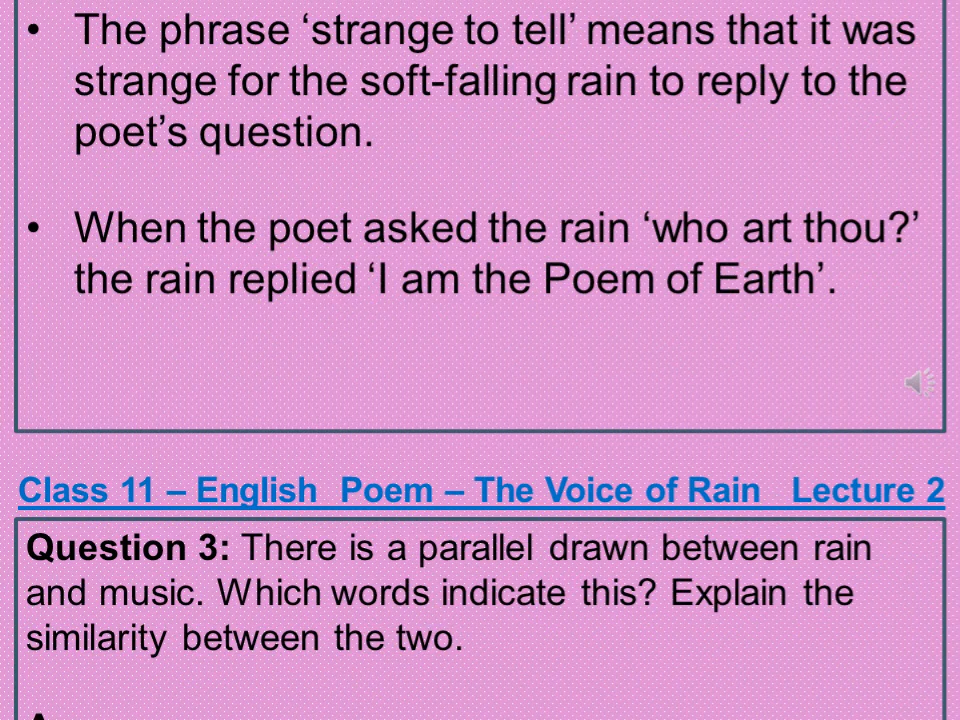 • The phrase ‘strange to tell’ means that it was
strange for the soft-falling rain to reply to the
poet’s question.
• When the poet asked the rain ‘who art thou?’
the rain replied ‘I am the Poem of Earth’.
Class 11 – English Poem – The Voice of Rain Lecture 2
Question 3: There is a parallel drawn between rain
and music. Which words indicate this? Explain the
similarity between the two.